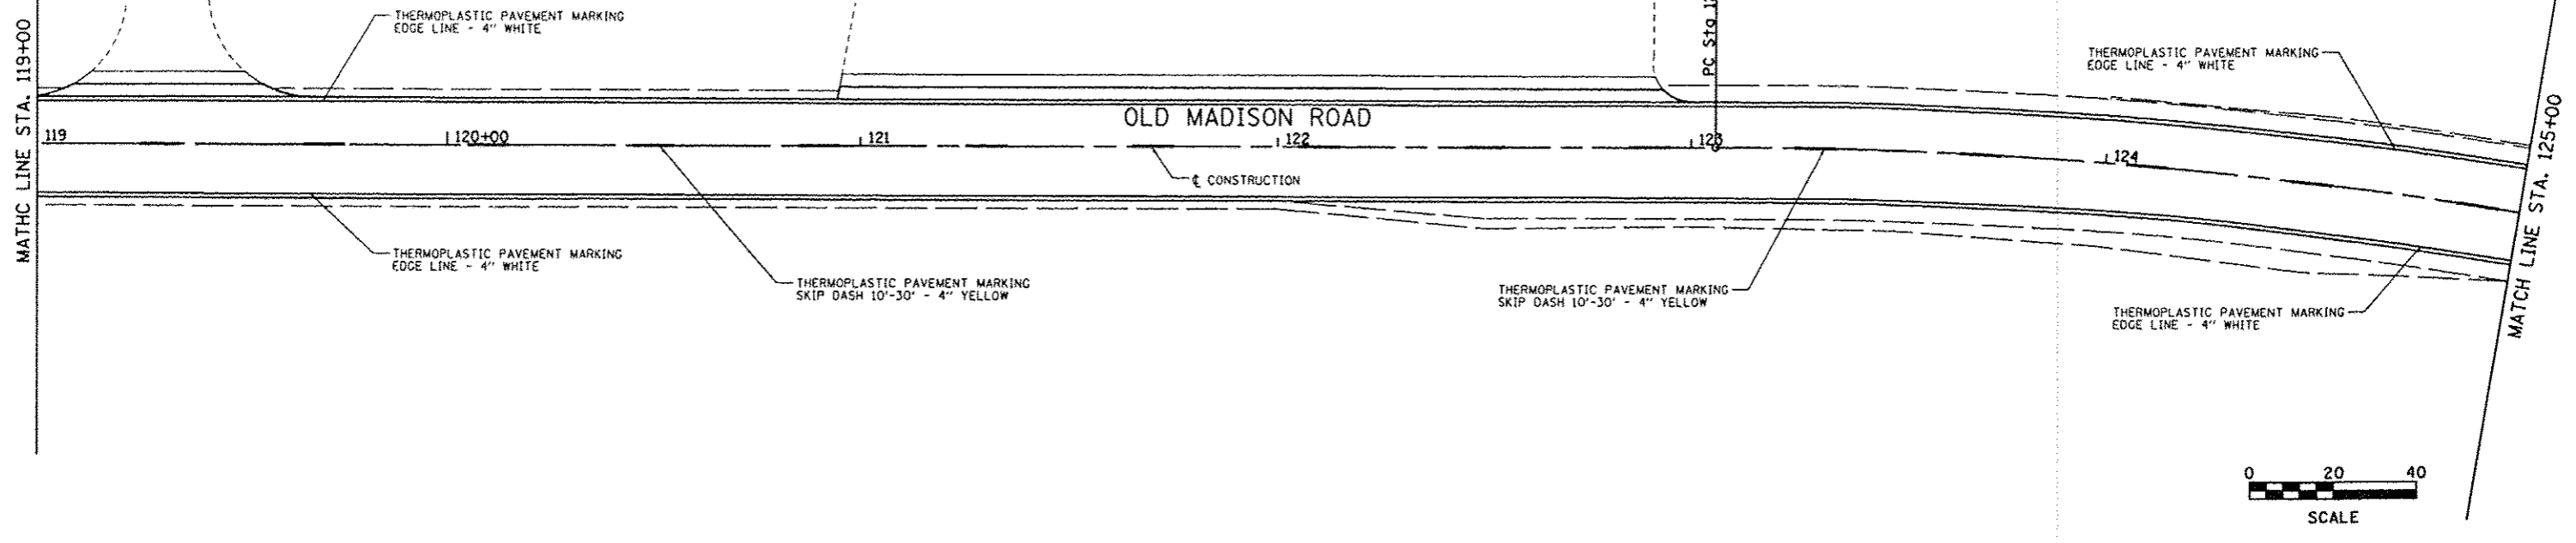 MATHC LINE STA. 119+00
THERMOPLASTIC PAVEMENT MARKING
EDGE LINE - 4" WHITE
PC Sta
THERMOPLASTIC PAVEMENT MARKING
EDGE LINE - 4" WHITE
OLD MADISON ROAD
119
120+00
121
122
123
124
℄ CONSTRUCTION
THERMOPLASTIC PAVEMENT MARKING
EDGE LINE - 4" WHITE
THERMOPLASTIC PAVEMENT MARKING
SKIP DASH 10'-30' - 4" YELLOW
THERMOPLASTIC PAVEMENT MARKING
SKIP DASH 10'-30' - 4" YELLOW
THERMOPLASTIC PAVEMENT MARKING
EDGE LINE - 4" WHITE
MATCH LINE STA. 125+00
0 20 40
SCALE